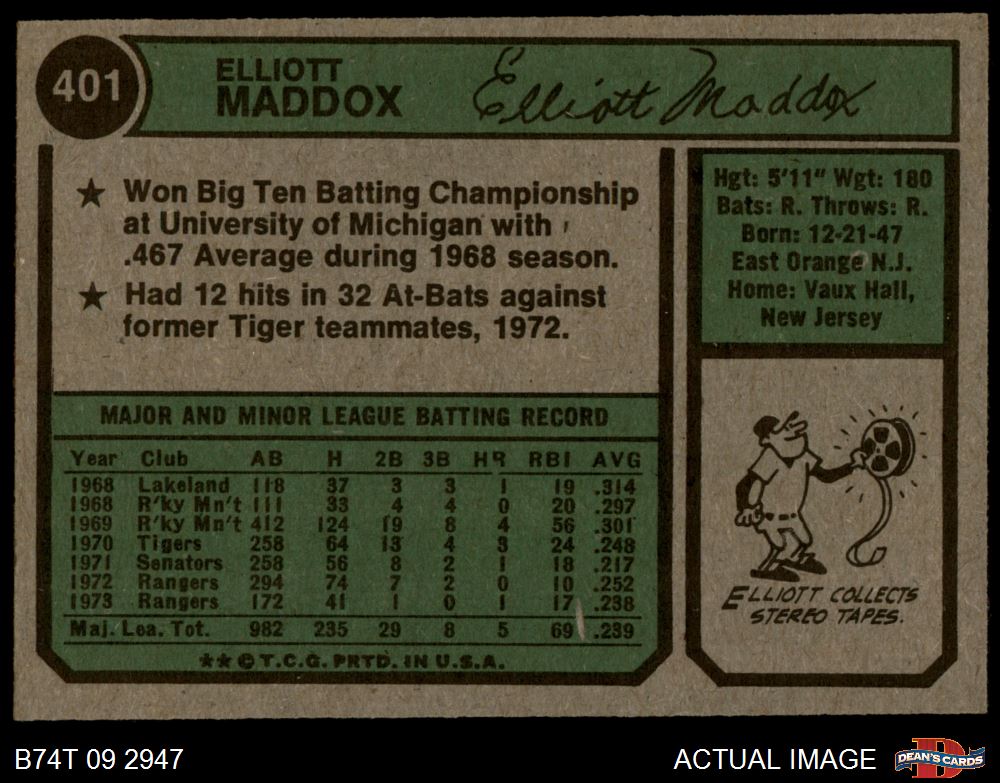 401
ELLIOTT
MADDOX
Elliott Maddox
★ Won Big Ten Batting Championship
at University of Michigan with
.467 Average during 1968 season.
★ Had 12 hits in 32 At-Bats against
former Tiger teammates, 1972.
Hgt: 5'11" Wgt: 180
Bats: R. Throws: R.
Born: 12-21-47
East Orange N.J.
Home: Vaux Hall,
New Jersey
MAJOR AND MINOR LEAGUE BATTING RECORD
Year Club AB H 2B 3B HR RBI AVG
1968 Lakeland 118 37 3 3 1 19 .314
1968 R'ky Mn't 111 33 4 4 0 20 .297
1969 R'ky Mn't 412 124 19 8 4 56 .301
1970 Tigers 258 64 13 4 3 24 .248
1971 Senators 258 56 8 2 1 18 .217
1972 Rangers 294 74 7 2 0 10 .252
1973 Rangers 172 41 1 0 1 17 .238
Maj. Lea. Tot. 982 235 29 8 5 69 .239
★★ © T.C.G. PRTD. IN U.S.A.
ELLIOTT COLLECTS
STEREO TAPES.
B74T 09 2947
ACTUAL IMAGE
D
DEAN'S CARDS